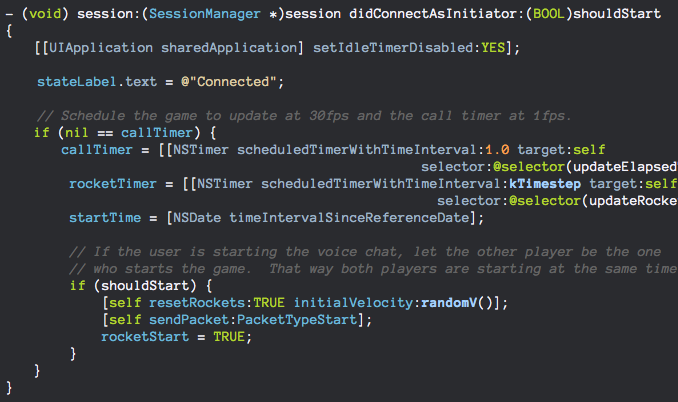 - (void) session:(SessionManager *)session didConnectAsInitiator:(BOOL)shouldStart
{
    [[UIApplication sharedApplication] setIdleTimerDisabled:YES];
    stateLabel.text = @"Connected";
    // Schedule the game to update at 30fps and the call timer at 1fps.
    if (nil == callTimer) {
        callTimer = [[NSTimer scheduledTimerWithTimeInterval:1.0 target:self
                                                    selector:@selector(updateElapsed
        rocketTimer = [[NSTimer scheduledTimerWithTimeInterval:kTimestep target:self
                                                      selector:@selector(updateRocke
        startTime = [NSDate timeIntervalSinceReferenceDate];
        // If the user is starting the voice chat, let the other player be the one
        // who starts the game.  That way both players are starting at the same time
        if (shouldStart) {
            [self resetRockets:TRUE initialVelocity:randomV()];
            [self sendPacket:PacketTypeStart];
            rocketStart = TRUE;
        }
    }
}